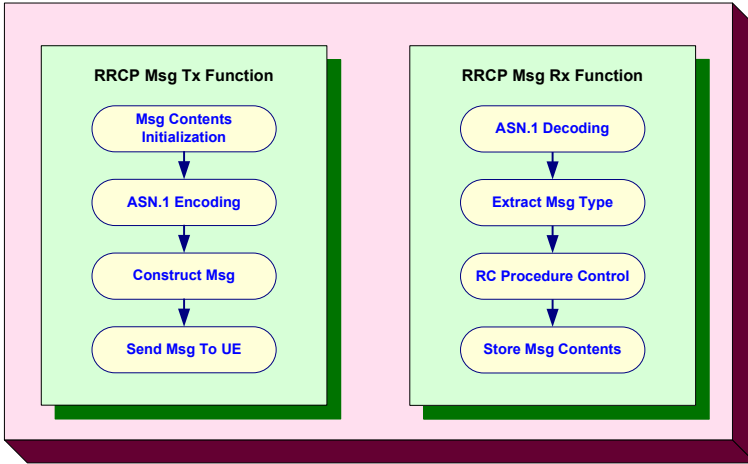 RRCP Msg Tx Function
Msg Contents
Initialization
ASN.1 Encoding
Construct Msg
Send Msg To UE
RRCP Msg Rx Function
ASN.1 Decoding
Extract Msg Type
RC Procedure Control
Store Msg Contents